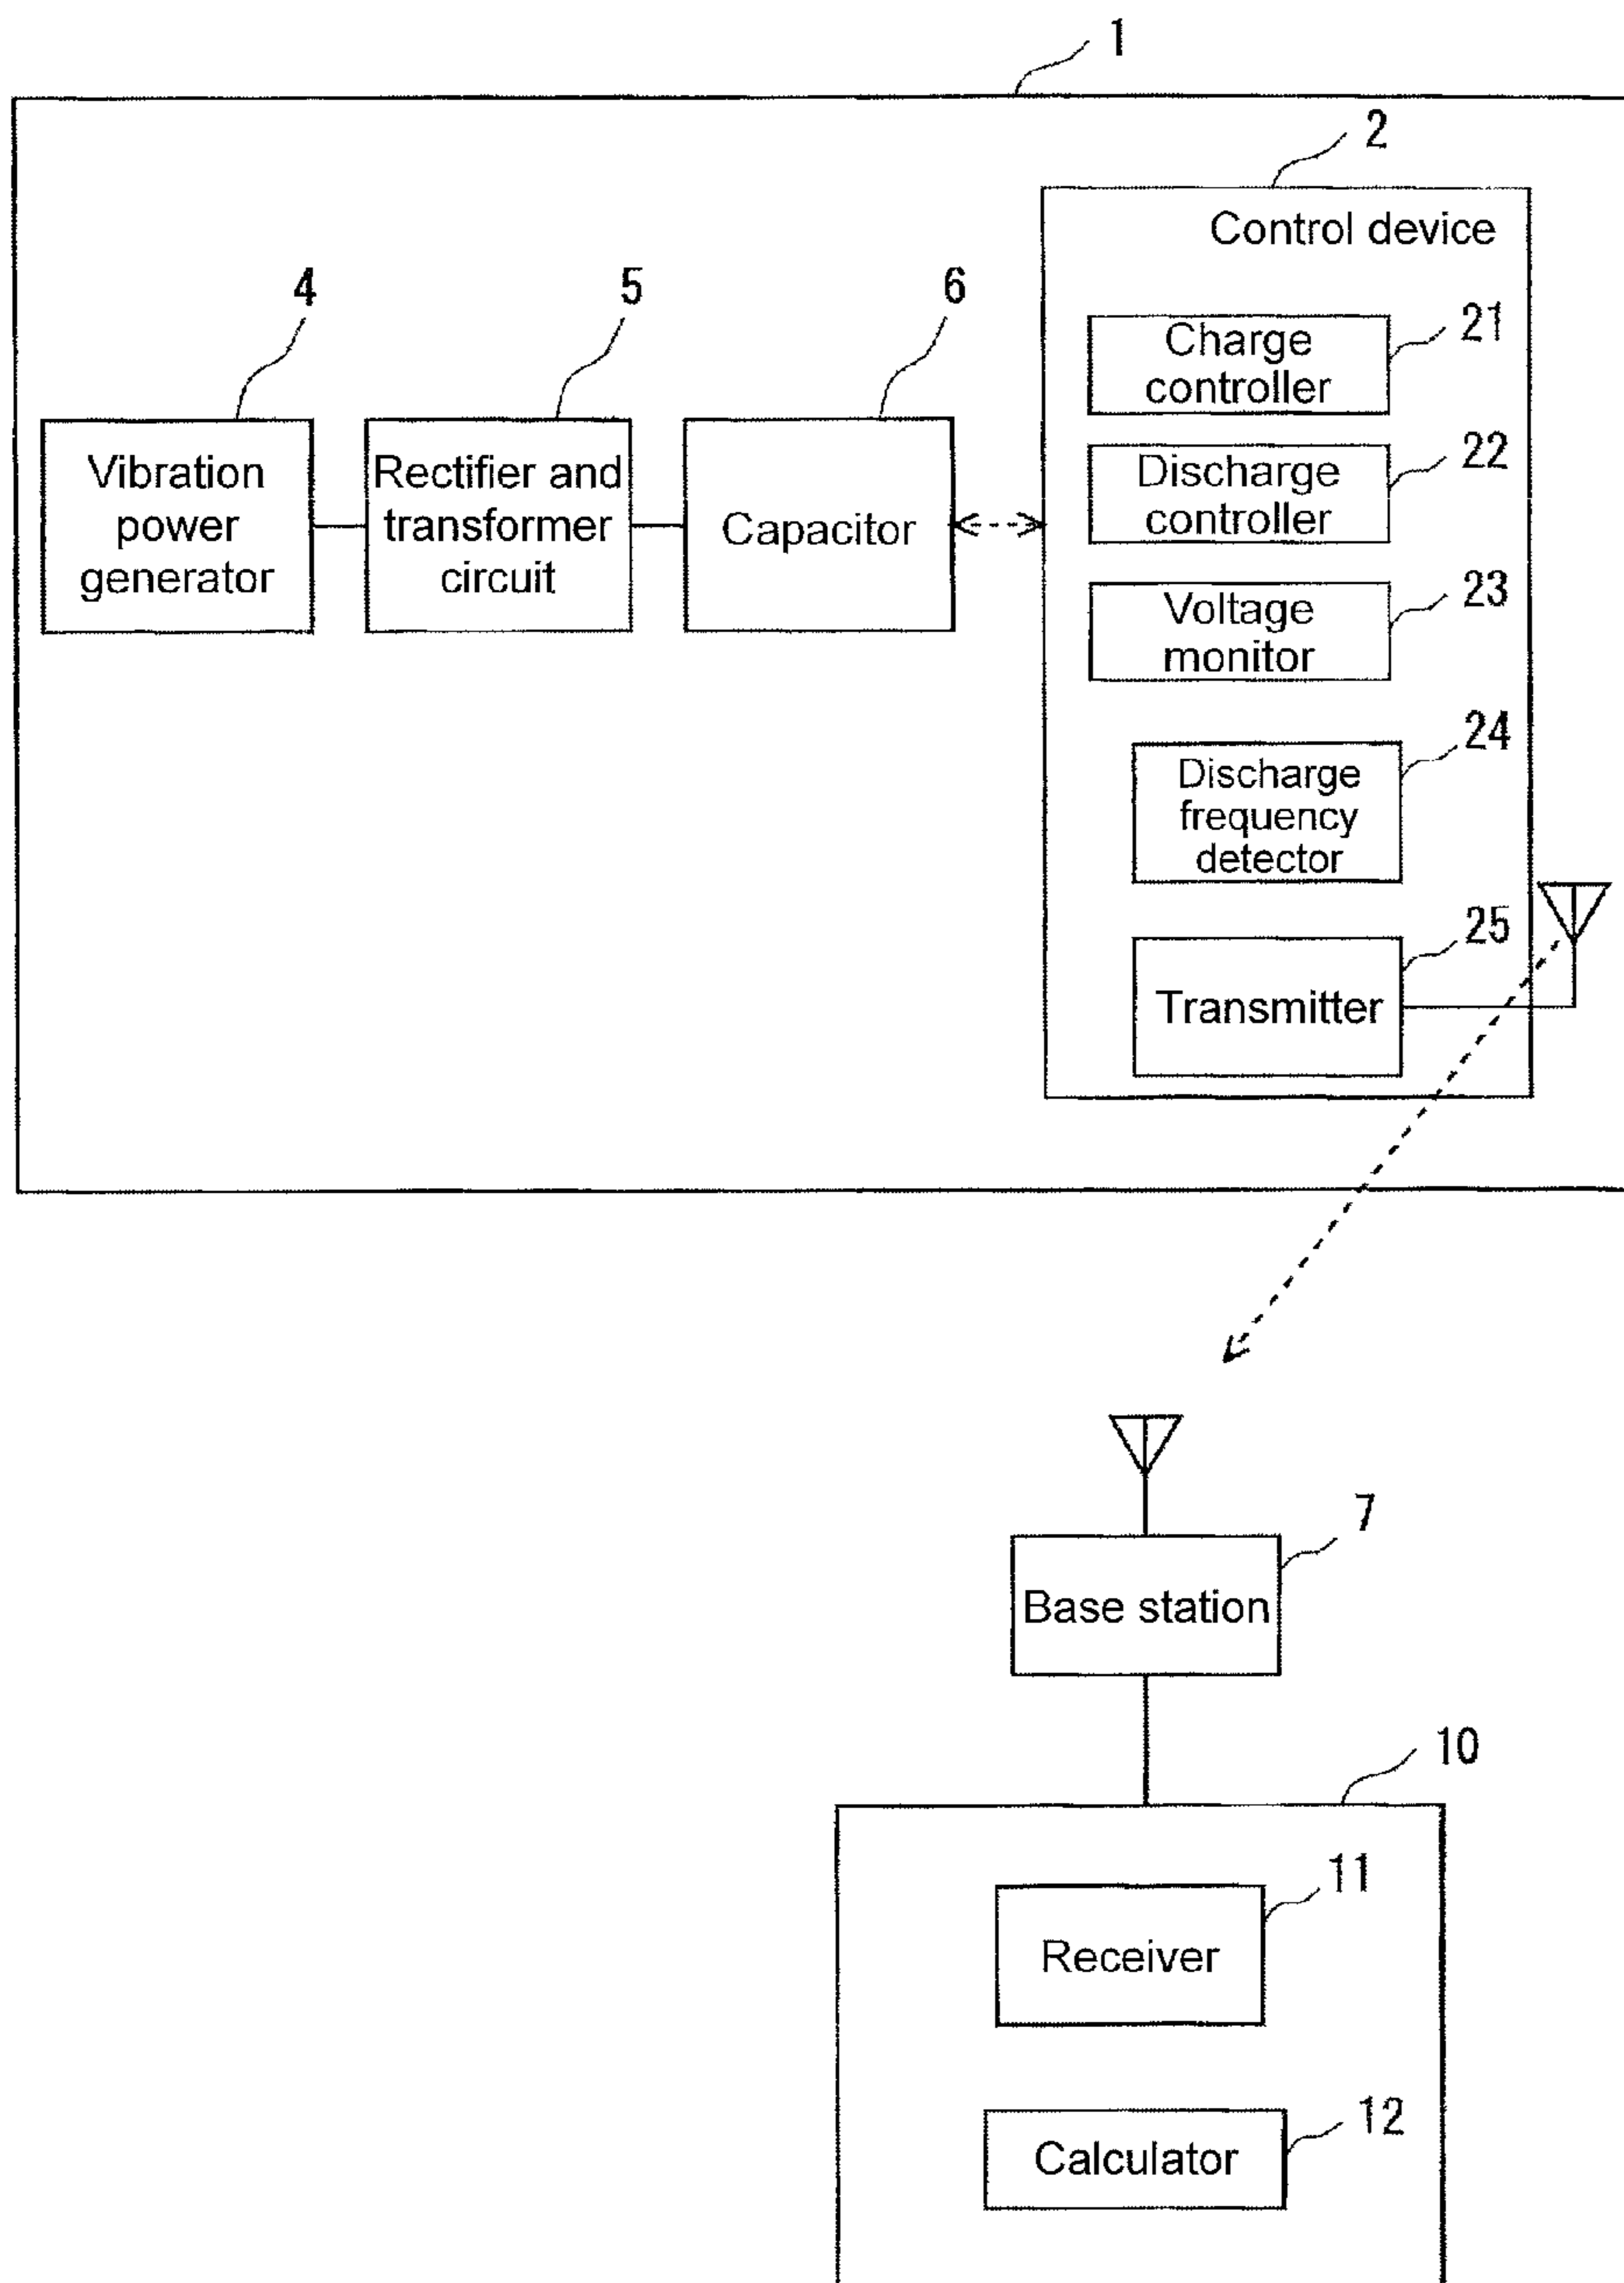 1
2
Control device
4
5
6
21
Charge
controller
22
Discharge
controller
Vibration
power
generator
Rectifier and
transformer
circuit
Capacitor
23
Voltage
monitor
24
Discharge
frequency
detector
25
Transmitter
7
Base station
10
11
Receiver
12
Calculator